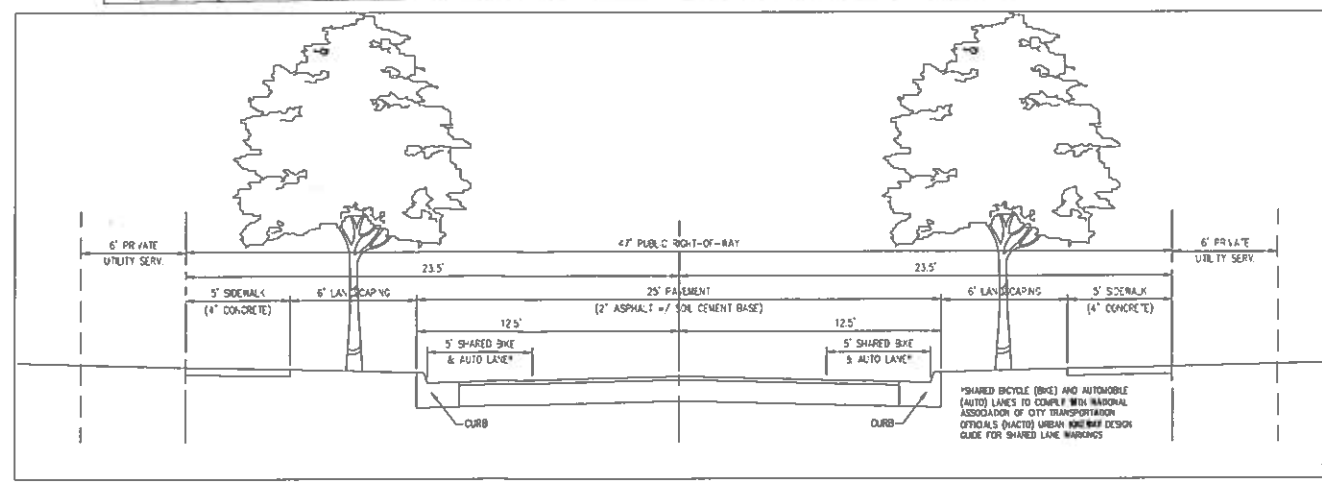 6' PRIVATE
UTILITY SERV.
47' PUBLIC RIGHT-OF-WAY
6' PRIVATE
UTILITY SERV.
23.5'
23.5'
5' SIDEWALK
(4" CONCRETE)
6' LANDSCAPING
25' PAVEMENT
(2" ASPHALT w/ SOIL CEMENT BASE)
6' LANDSCAPING
5' SIDEWALK
(4" CONCRETE)
12.5'
12.5'
5' SHARED BIKE
& AUTO LANE*
5' SHARED BIKE
& AUTO LANE*
CURB
CURB
*SHARED BICYCLE (BIKE) AND AUTOMOBILE
(AUTO) LANES TO COMPLY WITH NATIONAL
ASSOCIATION OF CITY TRANSPORTATION
OFFICIALS (NACTO) URBAN BIKEWAY DESIGN
GUIDE FOR SHARED LANE MARKINGS